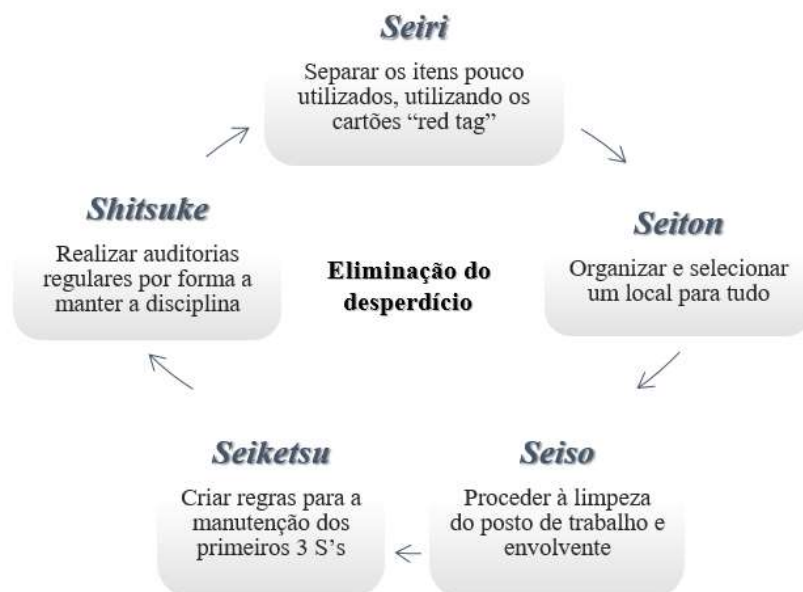 Seiri
Separar os itens pouco
utilizados, utilizando os
cartões “red tag”
Seiton
Organizar e selecionar
um local para tudo
Seiso
Proceder à limpeza
do posto de trabalho e
envolvente
Seiketsu
Criar regras para a
manutenção dos
primeiros 3 S’s
Shitsuke
Realizar auditorias
regulares por forma a
manter a disciplina
Eliminação do
desperdício